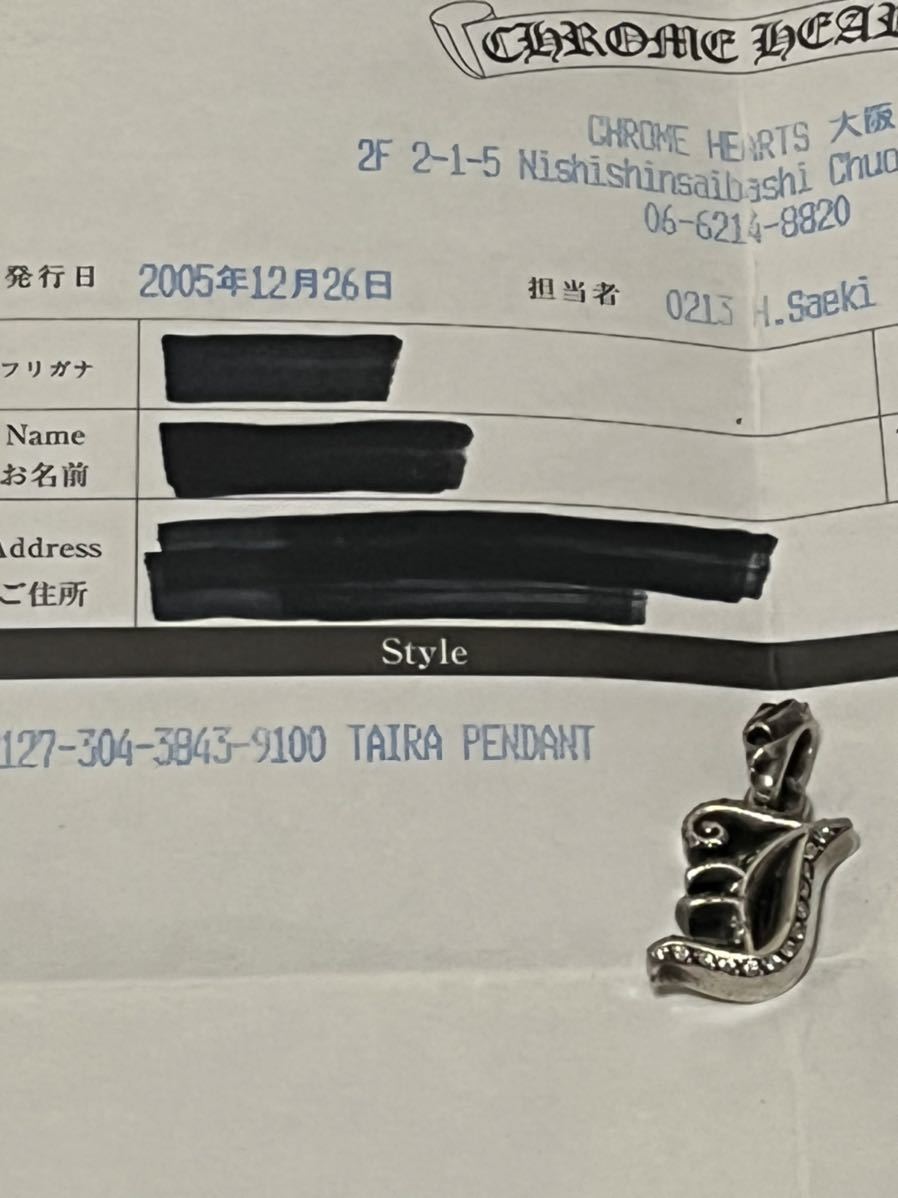 CHROME HEA
CHROME HEARTS 大阪
2F 2-1-5 Nishishinsaibashi Chuo
06-6214-8820
発行日 2005年12月26日 担当者 0213 H.Saeki
フリガナ
Name
お名前
Address
ご住所
Style
127-304-3843-9100 TAIRA PENDANT